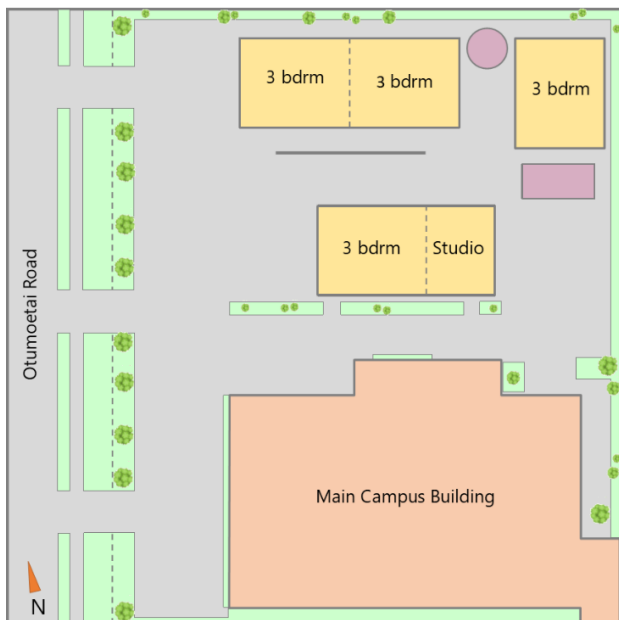 3 bdrm
3 bdrm
3 bdrm
3 bdrm
Studio
Otumoetai Road
Main Campus Building
N